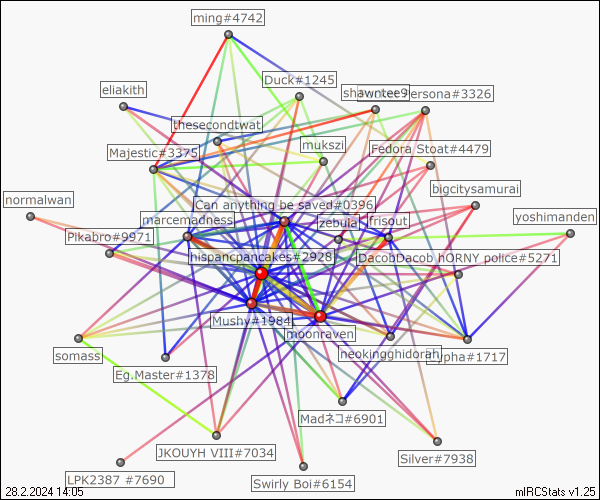 ming#4742
Duck#1245
eliakith
shawntee9
Persona#3326
thesecondtwat
mukszi
Majestic#3375
Fedora Stoat#4479
bigcitysamurai
normalwan
Can anything be saved#0396
marcemadness
zebula
frisout
yoshimanden
Pikabro#9971
hispancpancakes#2928
DacobDacob hORNY police#5271
Mushy#1984
moonraven
somass
neokingghidorah
ypha#1717
Eg.Master#1378
Madネコ#6901
JKOUYH VIII#7034
Silver#7938
LPK2387 #7690
Swirly Boi#6154
28.2.2024 14:05
mIRCStats v1.25